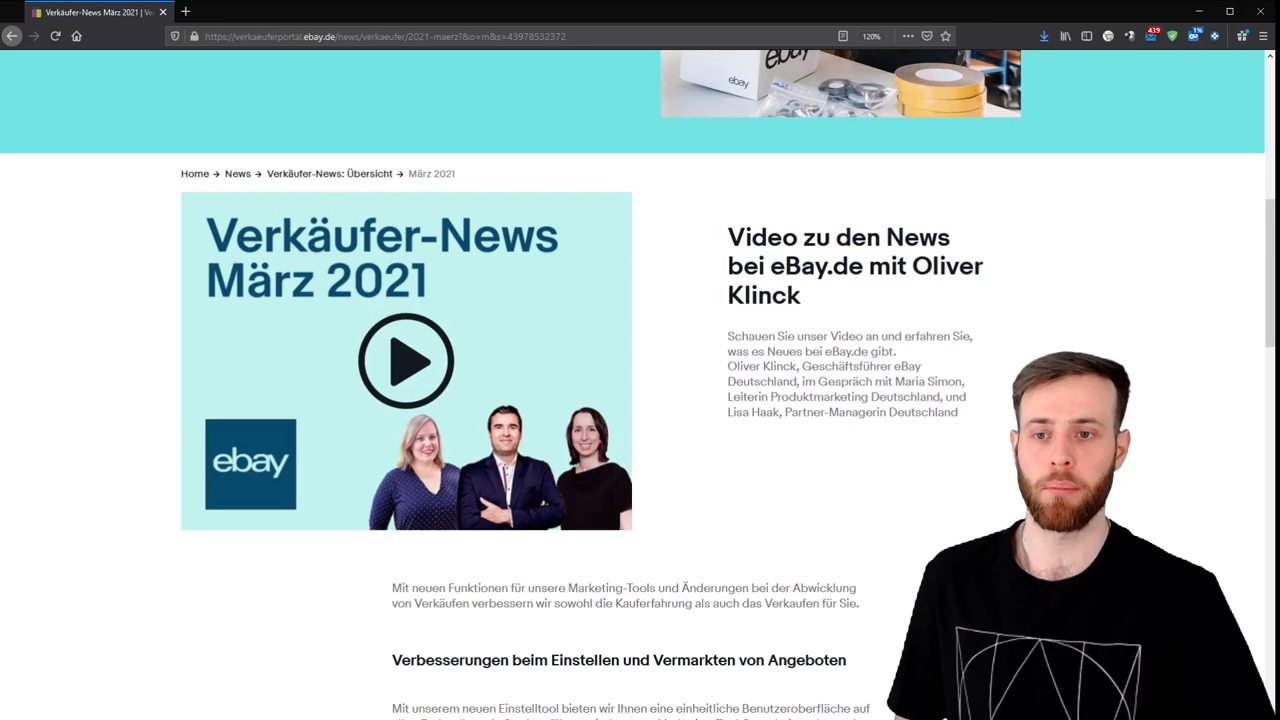 Verkäufer-News März 2021 | Ve
https://verkaeuferportal.ebay.de/news/verkaeufer/2021-maerz?&o=m&s=43978532372
120%
439
1%
ebay
ebay
Home → News → Verkäufer-News: Übersicht → März 2021
Verkäufer-News
März 2021
ebay
Video zu den News
bei eBay.de mit Oliver
Klinck
Schauen Sie unser Video an und erfahren Sie,
was es Neues bei eBay.de gibt.
Oliver Klinck, Geschäftsführer eBay
Deutschland, im Gespräch mit Maria Simon,
Leiterin Produktmarketing Deutschland, und
Lisa Haak, Partner-Managerin Deutschland
Mit neuen Funktionen für unsere Marketing-Tools und Änderungen bei der Abwicklung
von Verkäufen verbessern wir sowohl die Kauferfahrung als auch das Verkaufen für Sie.
Verbesserungen beim Einstellen und Vermarkten von Angeboten
Mit unserem neuen Einstelltool bieten wir Ihnen eine einheitliche Benutzeroberfläche auf